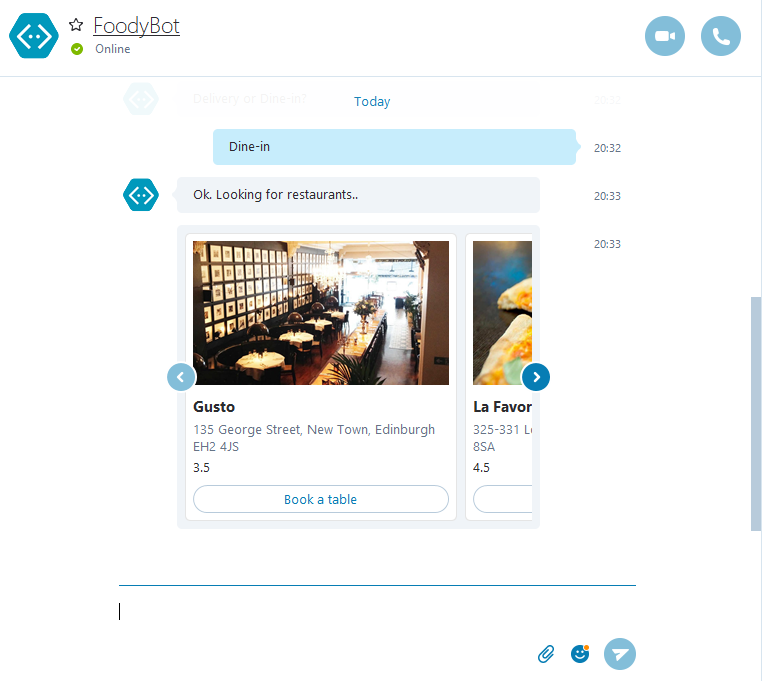 FoodyBot
Online
Delivery or Dine-in?
Today
20:32
Dine-in
20:32
Ok. Looking for restaurants..
20:33
20:33
Gusto
135 George Street, New Town, Edinburgh
EH2 4JS
3.5
Book a table
La Favor
325-331 L
8SA
4.5